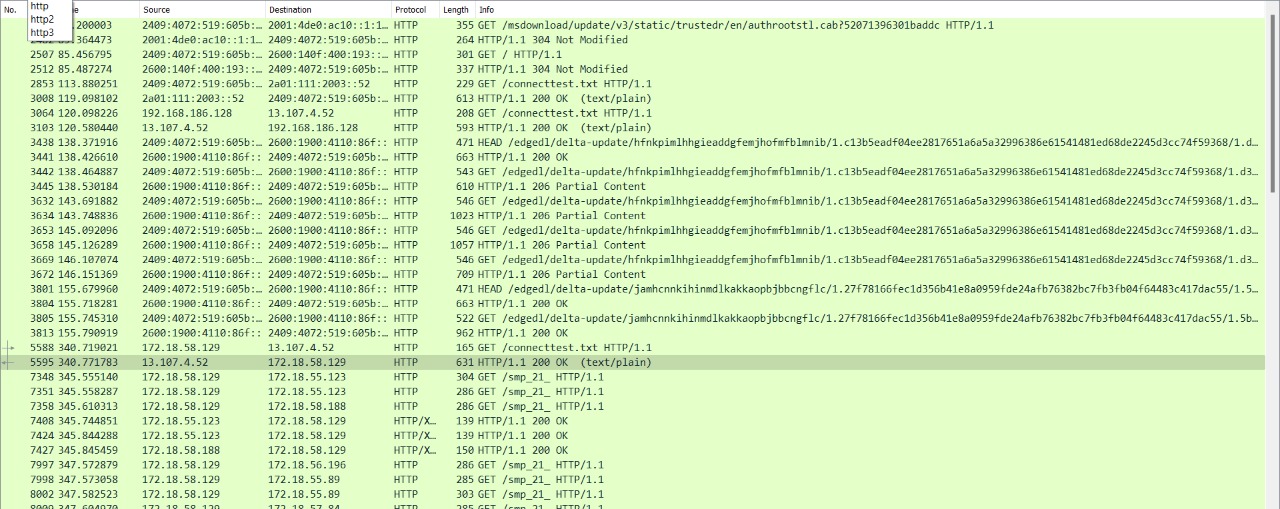 No. Time Source Destination Protocol Length Info
http
http2
http3
.200003 2409:4072:519:605b:… 2001:4de0:ac10::1:1… HTTP 355 GET /msdownload/update/v3/static/trustedr/en/authrootstl.cab?52071396301baddc HTTP/1.1
.364473 2001:4de0:ac10::1:1… 2409:4072:519:605b:… HTTP 264 HTTP/1.1 304 Not Modified
2507 85.456795 2409:4072:519:605b:… 2600:140f:400:193::… HTTP 301 GET / HTTP/1.1
2512 85.487274 2600:140f:400:193::… 2409:4072:519:605b:… HTTP 337 HTTP/1.1 304 Not Modified
2853 113.880251 2409:4072:519:605b:… 2a01:111:2003::52 HTTP 229 GET /connecttest.txt HTTP/1.1
3008 119.098102 2a01:111:2003::52 2409:4072:519:605b:… HTTP 613 HTTP/1.1 200 OK (text/plain)
3064 120.098226 192.168.186.128 13.107.4.52 HTTP 208 GET /connecttest.txt HTTP/1.1
3103 120.580440 13.107.4.52 192.168.186.128 HTTP 593 HTTP/1.1 200 OK (text/plain)
3438 138.371916 2409:4072:519:605b:… 2600:1900:4110:86f:: HTTP 471 HEAD /edgedl/delta-update/hfnkpimlhhgieaddgfemjhofmfblmnib/1.c13b5eadf04ee2817651a6a5a32996386e61541481ed68de2245d3cc74f59368/1.d…
3441 138.426610 2600:1900:4110:86f:: 2409:4072:519:605b:… HTTP 663 HTTP/1.1 200 OK
3442 138.464887 2409:4072:519:605b:… 2600:1900:4110:86f:: HTTP 543 GET /edgedl/delta-update/hfnkpimlhhgieaddgfemjhofmfblmnib/1.c13b5eadf04ee2817651a6a5a32996386e61541481ed68de2245d3cc74f59368/1.d3…
3445 138.530184 2600:1900:4110:86f:: 2409:4072:519:605b:… HTTP 610 HTTP/1.1 206 Partial Content
3632 143.691882 2409:4072:519:605b:… 2600:1900:4110:86f:: HTTP 546 GET /edgedl/delta-update/hfnkpimlhhgieaddgfemjhofmfblmnib/1.c13b5eadf04ee2817651a6a5a32996386e61541481ed68de2245d3cc74f59368/1.d3…
3634 143.748836 2600:1900:4110:86f:: 2409:4072:519:605b:… HTTP 1023 HTTP/1.1 206 Partial Content
3653 145.092096 2409:4072:519:605b:… 2600:1900:4110:86f:: HTTP 546 GET /edgedl/delta-update/hfnkpimlhhgieaddgfemjhofmfblmnib/1.c13b5eadf04ee2817651a6a5a32996386e61541481ed68de2245d3cc74f59368/1.d3…
3658 145.126289 2600:1900:4110:86f:: 2409:4072:519:605b:… HTTP 1057 HTTP/1.1 206 Partial Content
3669 146.107074 2409:4072:519:605b:… 2600:1900:4110:86f:: HTTP 546 GET /edgedl/delta-update/hfnkpimlhhgieaddgfemjhofmfblmnib/1.c13b5eadf04ee2817651a6a5a32996386e61541481ed68de2245d3cc74f59368/1.d3…
3672 146.151369 2600:1900:4110:86f:: 2409:4072:519:605b:… HTTP 709 HTTP/1.1 206 Partial Content
3801 155.679960 2409:4072:519:605b:… 2600:1900:4110:86f:: HTTP 471 HEAD /edgedl/delta-update/jamhcnnkihinmdlkakkaopbjbbcngflc/1.27f78166fec1d356b41e8a0959fde24afb76382bc7fb3fb04f64483c417dac55/1.5…
3804 155.718281 2600:1900:4110:86f:: 2409:4072:519:605b:… HTTP 663 HTTP/1.1 200 OK
3805 155.745310 2409:4072:519:605b:… 2600:1900:4110:86f:: HTTP 522 GET /edgedl/delta-update/jamhcnnkihinmdlkakkaopbjbbcngflc/1.27f78166fec1d356b41e8a0959fde24afb76382bc7fb3fb04f64483c417dac55/1.5b…
3813 155.790919 2600:1900:4110:86f:: 2409:4072:519:605b:… HTTP 962 HTTP/1.1 200 OK
5588 340.719021 172.18.58.129 13.107.4.52 HTTP 165 GET /connecttest.txt HTTP/1.1
5595 340.771783 13.107.4.52 172.18.58.129 HTTP 631 HTTP/1.1 200 OK (text/plain)
7348 345.555140 172.18.58.129 172.18.55.123 HTTP 304 GET /smp_21_ HTTP/1.1
7351 345.558287 172.18.58.129 172.18.55.123 HTTP 286 GET /smp_21_ HTTP/1.1
7358 345.610313 172.18.58.129 172.18.58.188 HTTP 286 GET /smp_21_ HTTP/1.1
7408 345.744851 172.18.55.123 172.18.58.129 HTTP/X… 139 HTTP/1.1 200 OK
7424 345.844288 172.18.55.123 172.18.58.129 HTTP/X… 139 HTTP/1.1 200 OK
7427 345.845459 172.18.58.188 172.18.58.129 HTTP/X… 150 HTTP/1.1 200 OK
7997 347.572879 172.18.58.129 172.18.56.196 HTTP 286 GET /smp_21_ HTTP/1.1
7998 347.573058 172.18.58.129 172.18.55.89 HTTP 285 GET /smp_21_ HTTP/1.1
8002 347.582523 172.18.58.129 172.18.55.89 HTTP 303 GET /smp_21_ HTTP/1.1
8009 347.604970 172.18.58.129 172.18.57.84 HTTP 285 GET /smp_21_ HTTP/1.1